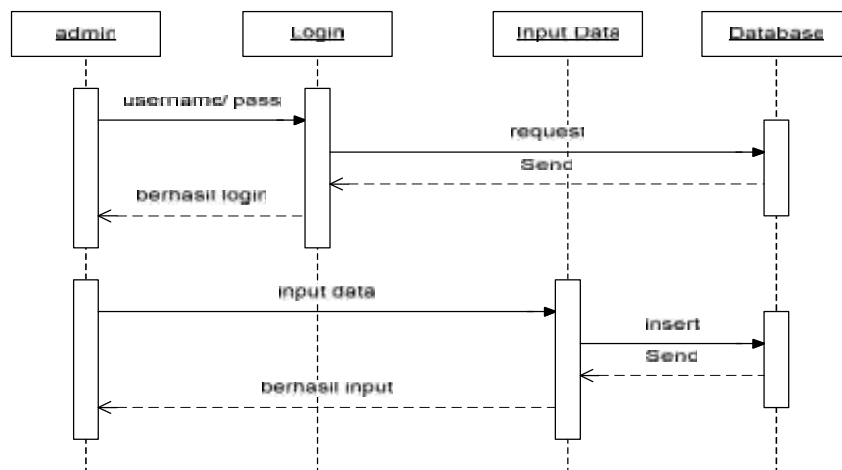 admin
Login
Input Data
Database
username/ pass
request
Send
berhasil login
input data
insert
Send
berhasil input